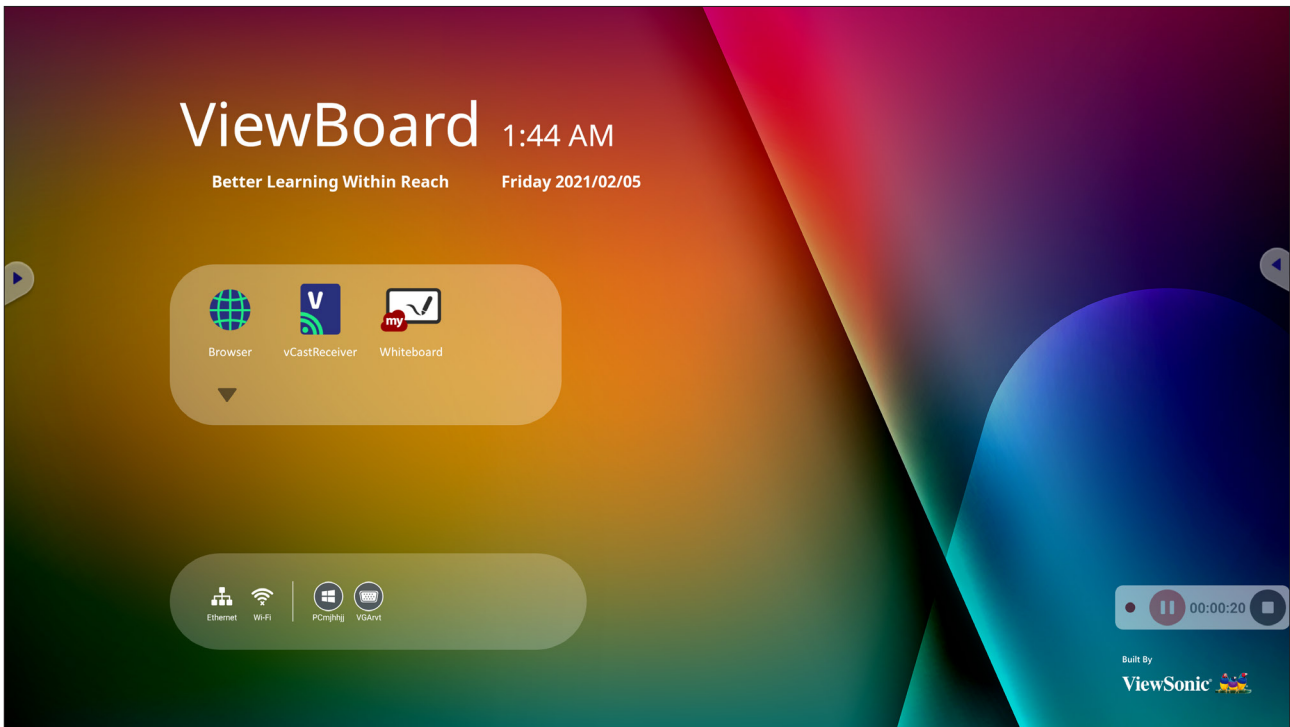 ViewBoard 1:44 AM
Better Learning Within Reach Friday 2021/02/05
V
my
Browser vCastReceiver Whiteboard
Ethernet Wi-Fi PCmjhhjj VGArvt
00:00:20
Built By
ViewSonic